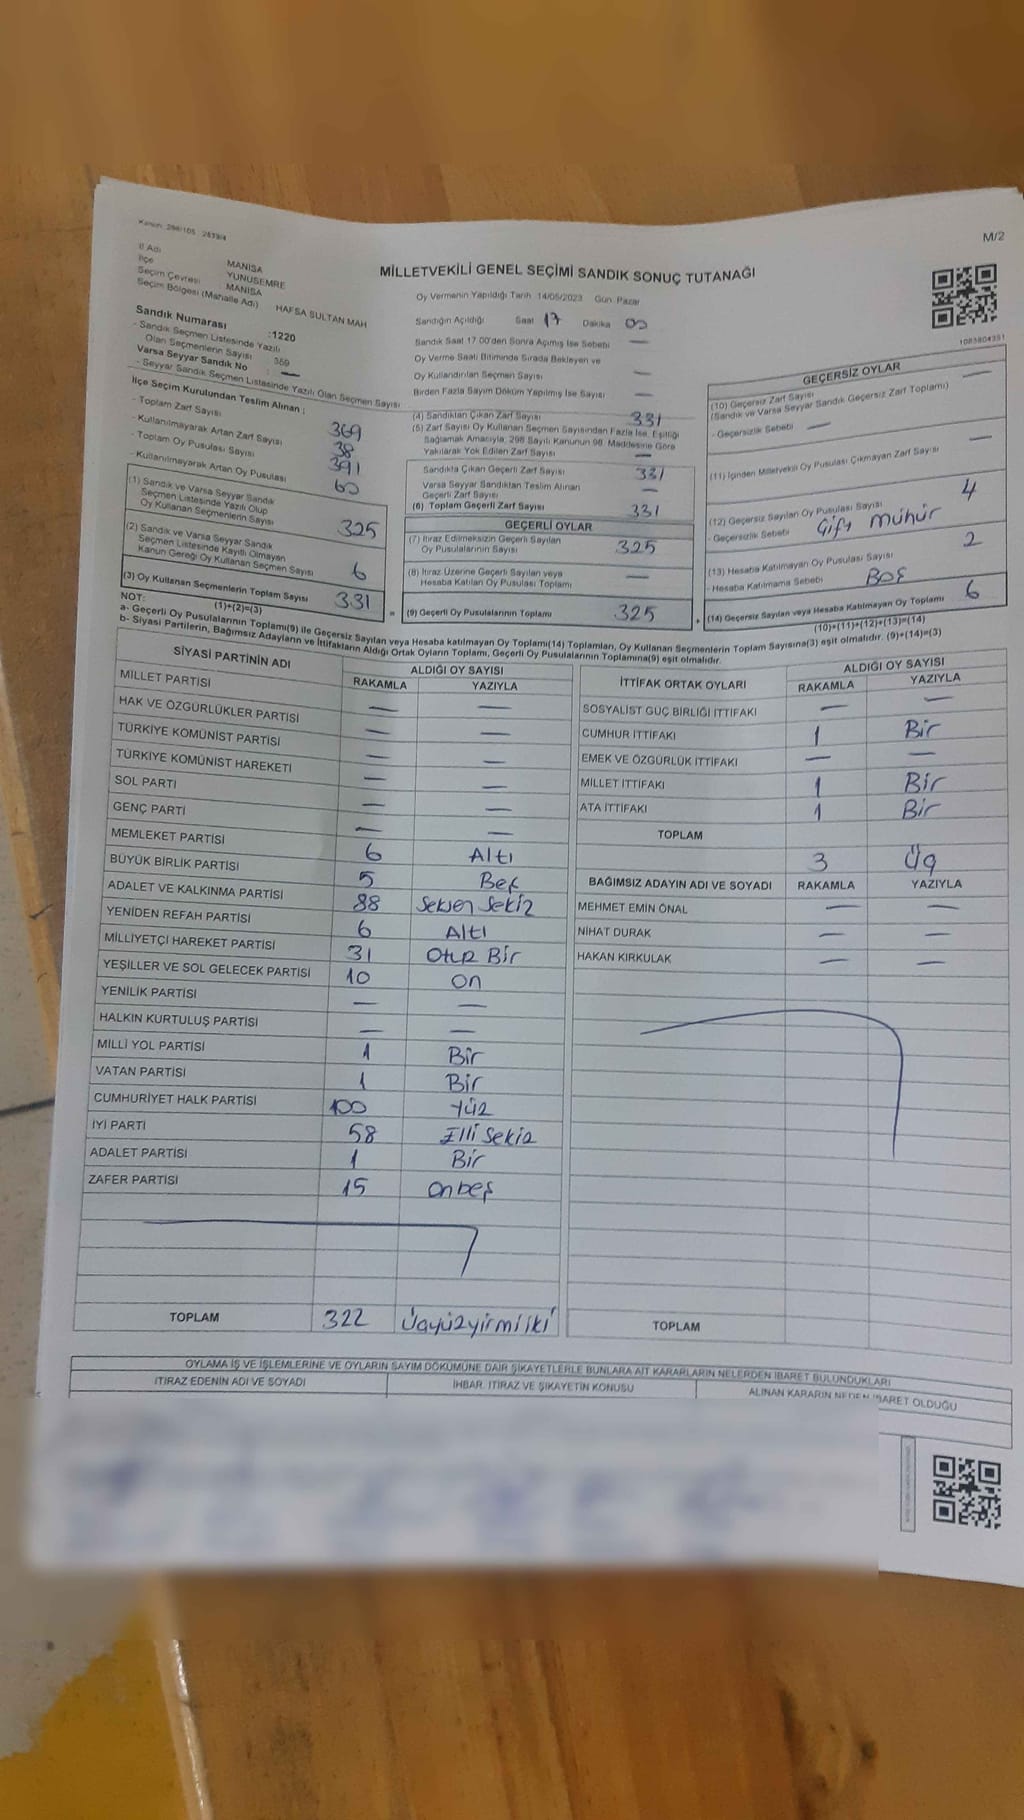 Kanun: 298/105 2839/4
M/2
MİLLETVEKİLİ GENEL SEÇİMİ SANDIK SONUÇ TUTANAĞI
İl Adı MANİSA
İlçe YUNUSEMRE
Seçim Çevresi MANİSA
Seçim Bölgesi (Mahalle Adı) HAFSA SULTAN MAH
Sandık Numarası :1220
- Sandık Seçmen Listesinde Yazılı
Olan Seçmenlerin Sayısı : 369
Varsa Seyyar Sandık No : —
- Seyyar Sandık Seçmen Listesinde Yazılı Olan Seçmen Sayısı
İlçe Seçim Kurulundan Teslim Alınan :
- Toplam Zarf Sayısı 369
- Kullanılmayarak Artan Zarf Sayısı 38
- Toplam Oy Pusulası Sayısı 391
- Kullanılmayarak Artan Oy Pusulası 60
(1) Sandık ve Varsa Seyyar Sandık
Seçmen Listesinde Yazılı Olup
Oy Kullanan Seçmenlerin Sayısı 325
(2) Sandık ve Varsa Seyyar Sandık
Seçmen Listesinde Kayıtlı Olmayan
Kanun Gereği Oy Kullanan Seçmen Sayısı 6
(3) Oy Kullanan Seçmenlerin Toplam Sayısı 331
(1)+(2)=(3)
Oy Vermenin Yapıldığı Tarih 14/05/2023 Gün: Pazar
Sandığın Açıldığı Saat 17 Dakika 00
Sandık Saat 17.00'den Sonra Açılmış İse Sebebi —
Oy Verme Saati Bitiminde Sırada Bekleyen ve
Oy Kullandırılan Seçmen Sayısı —
Birden Fazla Sayım Döküm Yapılmış İse Sayısı —
(4) Sandıktan Çıkan Zarf Sayısı 331
(5) Zarf Sayısı Oy Kullanan Seçmen Sayısından Fazla İse, Eşitliği
Sağlamak Amacıyla, 298 Sayılı Kanunun 98. Maddesine Göre
Yakılarak Yok Edilen Zarf Sayısı —
Sandıkta Çıkan Geçerli Zarf Sayısı 331
Varsa Seyyar Sandıktan Teslim Alınan
Geçerli Zarf Sayısı —
(6) Toplam Geçerli Zarf Sayısı 331
GEÇERLİ OYLAR
(7) İtiraz Edilmeksizin Geçerli Sayılan
Oy Pusulalarının Sayısı 325
(8) İtiraz Üzerine Geçerli Sayılan veya
Hesaba Katılan Oy Pusulası Toplamı —
= (9) Geçerli Oy Pusulalarının Toplamı 325
1083804351
GEÇERSİZ OYLAR
(10) Geçersiz Zarf Sayısı —
(Sandık ve Varsa Seyyar Sandık Geçersiz Zarf Toplamı)
- Geçersizlik Sebebi —
(11) İçinden Milletvekili Oy Pusulası Çıkmayan Zarf Sayısı —
(12) Geçersiz Sayılan Oy Pusulası Sayısı 4
- Geçersizlik Sebebi Çift mühür
(13) Hesaba Katılmayan Oy Pusulası Sayısı 2
- Hesaba Katılmama Sebebi BOŞ
+ (14) Geçersiz Sayılan veya Hesaba Katılmayan Oy Toplamı 6
(10)+(11)+(12)+(13)=(14)
NOT:
a- Geçerli Oy Pusulalarının Toplamı(9) ile Geçersiz Sayılan veya Hesaba katılmayan Oy Toplamı(14) Toplamları, Oy Kullanan Seçmenlerin Toplam Sayısına(3) eşit olmalıdır. (9)+(14)=(3)
b- Siyasi Partilerin, Bağımsız Adayların ve İttifakların Aldığı Ortak Oyların Toplamı, Geçerli Oy Pusulalarının Toplamına(9) eşit olmalıdır.
SİYASİ PARTİNİN ADI ALDIĞI OY SAYISI
RAKAMLA YAZIYLA
MİLLET PARTİSİ — —
HAK VE ÖZGÜRLÜKLER PARTİSİ — —
TÜRKİYE KOMÜNİST PARTİSİ — —
TÜRKİYE KOMÜNİST HAREKETİ — —
SOL PARTİ — —
GENÇ PARTİ — —
MEMLEKET PARTİSİ 6 Altı
BÜYÜK BİRLİK PARTİSİ 5 Beş
ADALET VE KALKINMA PARTİSİ 88 Seksen Sekiz
YENİDEN REFAH PARTİSİ 6 Altı
MİLLİYETÇİ HAREKET PARTİSİ 31 Otuz Bir
YEŞİLLER VE SOL GELECEK PARTİSİ 10 On
YENİLİK PARTİSİ — —
HALKIN KURTULUŞ PARTİSİ — —
MİLLİ YOL PARTİSİ 1 Bir
VATAN PARTİSİ 1 Bir
CUMHURİYET HALK PARTİSİ 100 Yüz
İYİ PARTİ 58 Elli Sekiz
ADALET PARTİSİ 1 Bir
ZAFER PARTİSİ 15 Onbeş
TOPLAM 322 Üçyüzyirmiiki
İTTİFAK ORTAK OYLARI ALDIĞI OY SAYISI
RAKAMLA YAZIYLA
SOSYALİST GÜÇ BİRLİĞİ İTTİFAKI — —
CUMHUR İTTİFAKI 1 Bir
EMEK VE ÖZGÜRLÜK İTTİFAKI — —
MİLLET İTTİFAKI 1 Bir
ATA İTTİFAKI 1 Bir
TOPLAM 3 Üç
BAĞIMSIZ ADAYIN ADI VE SOYADI RAKAMLA YAZIYLA
MEHMET EMİN ÖNAL — —
NİHAT DURAK — —
HAKAN KIRKULAK — —
TOPLAM
OYLAMA İŞ VE İŞLEMLERİNE VE OYLARIN SAYIM DÖKÜMÜNE DAİR ŞİKAYETLERLE BUNLARA AİT KARARLARIN NELERDEN İBARET BULUNDUKLARI
İTİRAZ EDENİN ADI VE SOYADI İHBAR, İTİRAZ VE ŞİKAYETİN KONUSU ALINAN KARARIN NEDEN İBARET OLDUĞU